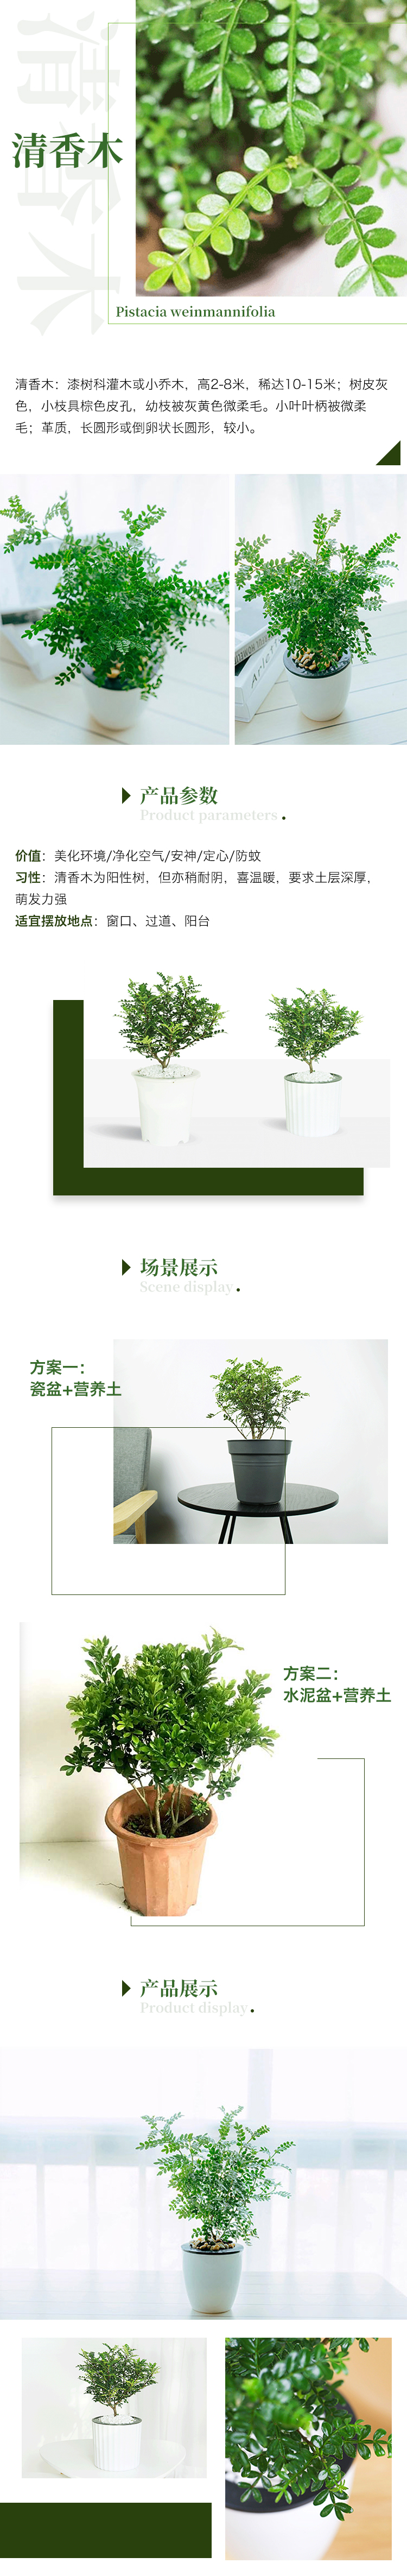 清香木
清香木
Pistacia weinmannifolia
清香木：漆树科灌木或小乔木，高2-8米，稀达10-15米；树皮灰
色，小枝具棕色皮孔，幼枝被灰黄色微柔毛。小叶叶柄被微柔
毛；革质，长圆形或倒卵状长圆形，较小。
产品参数
Product parameters
价值：美化环境/净化空气/安神/定心/防蚊
习性：清香木为阳性树，但亦稍耐阴，喜温暖，要求土层深厚，
萌发力强
适宜摆放地点：窗口、过道、阳台
场景展示
Scene display
方案一：
瓷盆+营养土
方案二：
水泥盆+营养土
产品展示
Product display